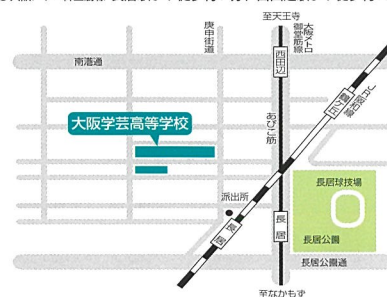 至天王寺
大阪メトロ
御堂筋線
庚申街道
西田辺
南港通
JR阪和線
鶴ヶ丘
大阪学芸高等学校
あびこ筋
長居球技場
派出所
長居
長居
長居公園
長居公園通
至なかもず